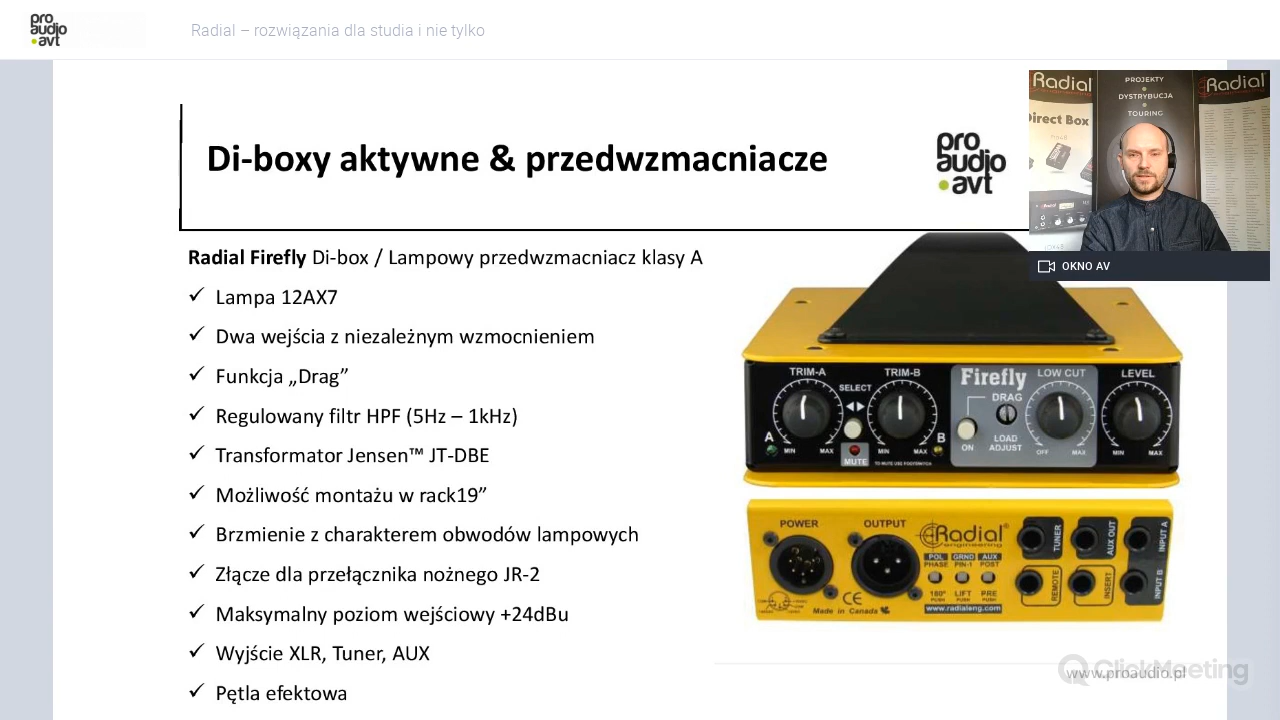 pro
audio
.avt
Radial – rozwiązania dla studia i nie tylko
Di-boxy aktywne & przedwzmacniacze
pro
audio
.avt
Radial
PROJEKTY
DYSTRYBUCJA
TOURING
Radial
Direct Box
OKNO AV
Radial Firefly Di-box / Lampowy przedwzmacniacz klasy A
✓ Lampa 12AX7
✓ Dwa wejścia z niezależnym wzmocnieniem
✓ Funkcja „Drag”
✓ Regulowany filtr HPF (5Hz – 1kHz)
✓ Transformator Jensen™ JT-DBE
✓ Możliwość montażu w rack19”
✓ Brzmienie z charakterem obwodów lampowych
✓ Złącze dla przełącznika nożnego JR-2
✓ Maksymalny poziom wejściowy +24dBu
✓ Wyjście XLR, Tuner, AUX
✓ Pętla efektowa
TRIM-A
SELECT
TRIM-B
Firefly
LOW CUT
LEVEL
DRAG
A
B
ON
LOAD
ADJUST
MIN MAX
MUTE
MIN MAX
TO MUTE USE FOOTSWITCH
OFF MAX
MIN MAX
POWER
OUTPUT
Radial®
engineering
POL GRND AUX
PHASE PIN-1 POST
180° LIFT PRE
PUSH PUSH PUSH
Made in Canada
www.radialeng.com
TUNER
AUX OUT
INPUT A
REMOTE
INSERT
INPUT B
ClickMeeting
www.proaudio.pl